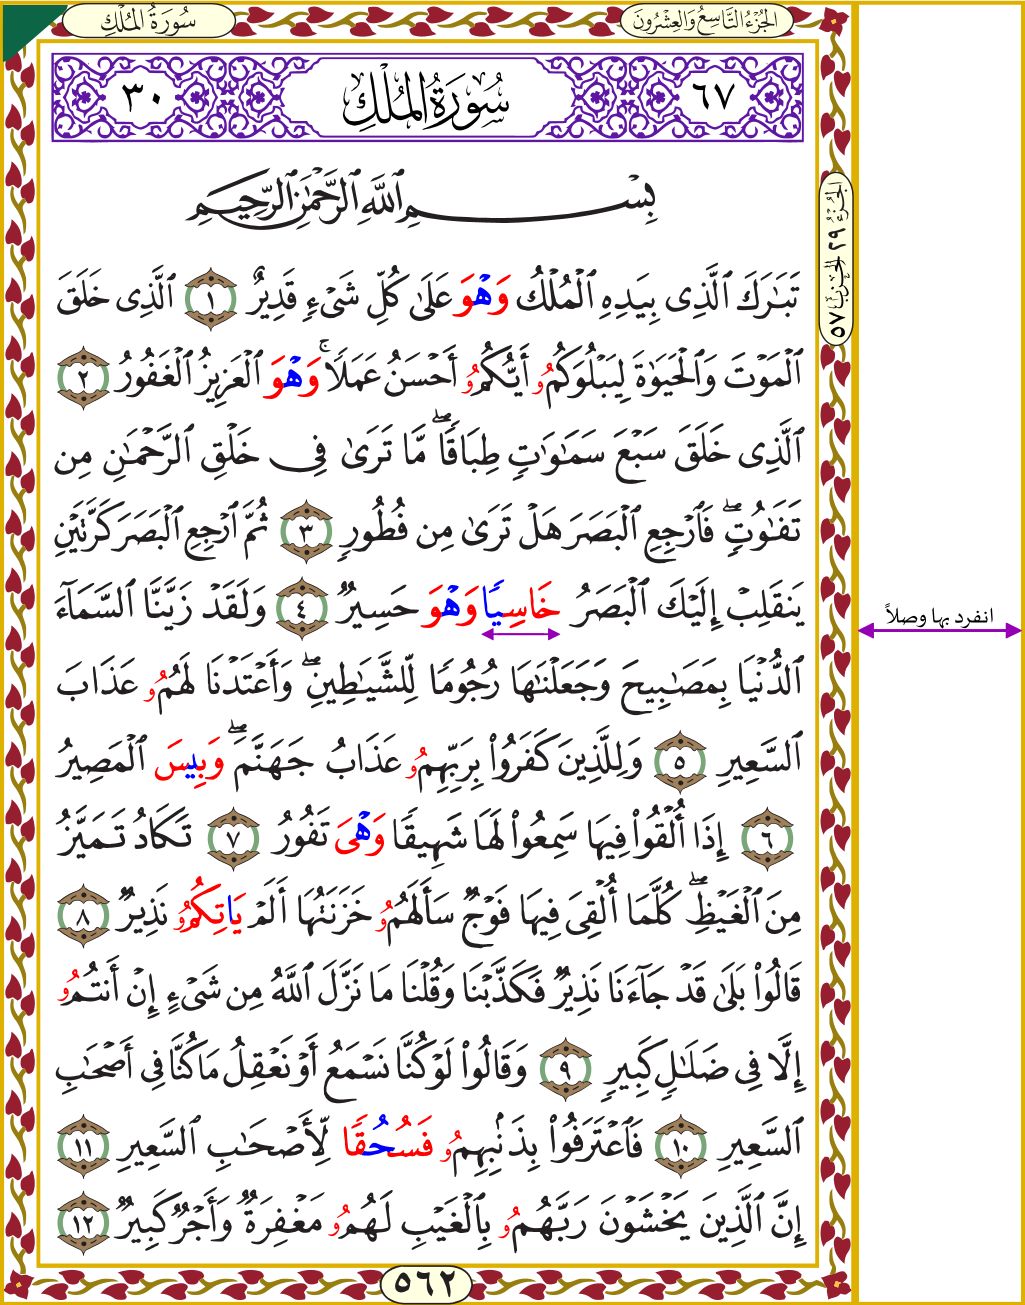 سُورَةُ المُلْكِ
الجُزْءُ التَّاسِعُ وَالعِشْرُونَ
٦٧ سُورَةُ المُلْكِ ٣٠
بِسْمِ ٱللَّهِ ٱلرَّحْمَٰنِ ٱلرَّحِيمِ
تَبَٰرَكَ ٱلَّذِى بِيَدِهِ ٱلْمُلْكُ وَهْوَ عَلَىٰ كُلِّ شَىْءٍ قَدِيرٌ ١ ٱلَّذِى خَلَقَ
ٱلْمَوْتَ وَٱلْحَيَوٰةَ لِيَبْلُوَكُمُۥ أَيُّكُمُۥ أَحْسَنُ عَمَلًاۚ وَهْوَ ٱلْعَزِيزُ ٱلْغَفُورُ ٢
ٱلَّذِى خَلَقَ سَبْعَ سَمَٰوَٰتٍ طِبَاقًاۖ مَّا تَرَىٰ فِى خَلْقِ ٱلرَّحْمَٰنِ مِن
تَفَٰوُتٍۖ فَٱرْجِعِ ٱلْبَصَرَ هَلْ تَرَىٰ مِن فُطُورٍ ٣ ثُمَّ ٱرْجِعِ ٱلْبَصَرَ كَرَّتَيْنِ
يَنقَلِبْ إِلَيْكَ ٱلْبَصَرُ خَاسِيًا وَهْوَ حَسِيرٌ ٤ وَلَقَدْ زَيَّنَّا ٱلسَّمَآءَ
ٱلدُّنْيَا بِمَصَٰبِيحَ وَجَعَلْنَٰهَا رُجُومًا لِّلشَّيَٰطِينِۖ وَأَعْتَدْنَا لَهُمُۥ عَذَابَ
ٱلسَّعِيرِ ٥ وَلِلَّذِينَ كَفَرُوا۟ بِرَبِّهِمُۥ عَذَابُ جَهَنَّمَۖ وَبِيسَ ٱلْمَصِيرُ
٦ إِذَا أُلْقُوا۟ فِيهَا سَمِعُوا۟ لَهَا شَهِيقًا وَهْىَ تَفُورُ ٧ تَكَادُ تَمَيَّزُ
مِنَ ٱلْغَيْظِۖ كُلَّمَا أُلْقِىَ فِيهَا فَوْجٌ سَأَلَهُمُۥ خَزَنَتُهَا أَلَمْ يَاتِكُمُۥ نَذِيرٌ ٨
قَالُوا۟ بَلَىٰ قَدْ جَآءَنَا نَذِيرٌ فَكَذَّبْنَا وَقُلْنَا مَا نَزَّلَ ٱللَّهُ مِن شَىْءٍ إِنْ أَنتُمُۥ
إِلَّا فِى ضَلَٰلٍ كَبِيرٍ ٩ وَقَالُوا۟ لَوْ كُنَّا نَسْمَعُ أَوْ نَعْقِلُ مَا كُنَّا فِى أَصْحَٰبِ
ٱلسَّعِيرِ ١٠ فَٱعْتَرَفُوا۟ بِذَنۢبِهِمُۥ فَسُحُقًا لِّأَصْحَٰبِ ٱلسَّعِيرِ ١١
إِنَّ ٱلَّذِينَ يَخْشَوْنَ رَبَّهُمُۥ بِٱلْغَيْبِ لَهُمُۥ مَغْفِرَةٌ وَأَجْرٌ كَبِيرٌ ١٢
٥٦٢
الجُزْءُ ٢٩ الحِزْبُ ٥٧
انفرد بها وصلاً